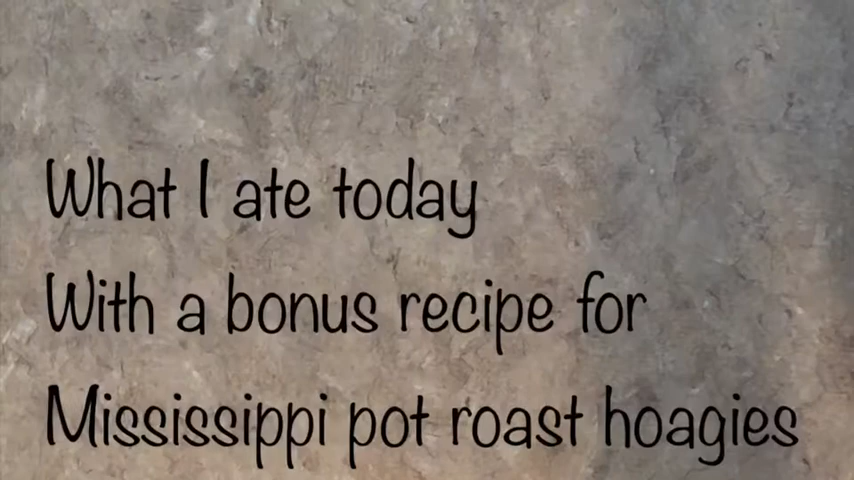 What I ate today
With a bonus recipe for
Mississippi pot roast hoagies